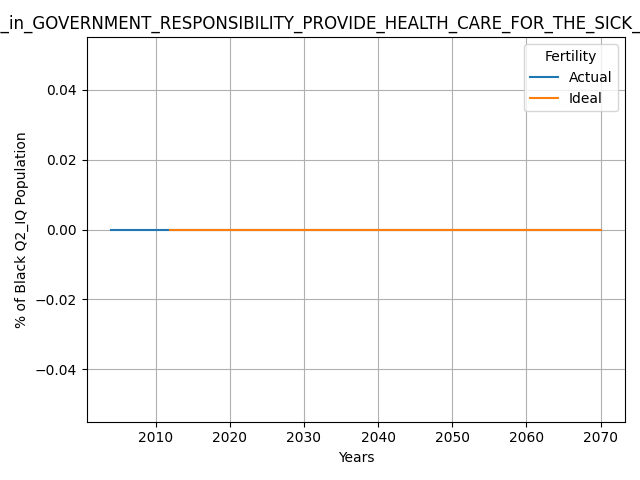 _in_GOVERNMENT_RESPONSIBILITY_PROVIDE_HEALTH_CARE_FOR_THE_SICK_
Fertility
Actual
Ideal
0.04
0.02
0.00
−0.02
−0.04
% of Black Q2_IQ Population
2010 2020 2030 2040 2050 2060 2070
Years